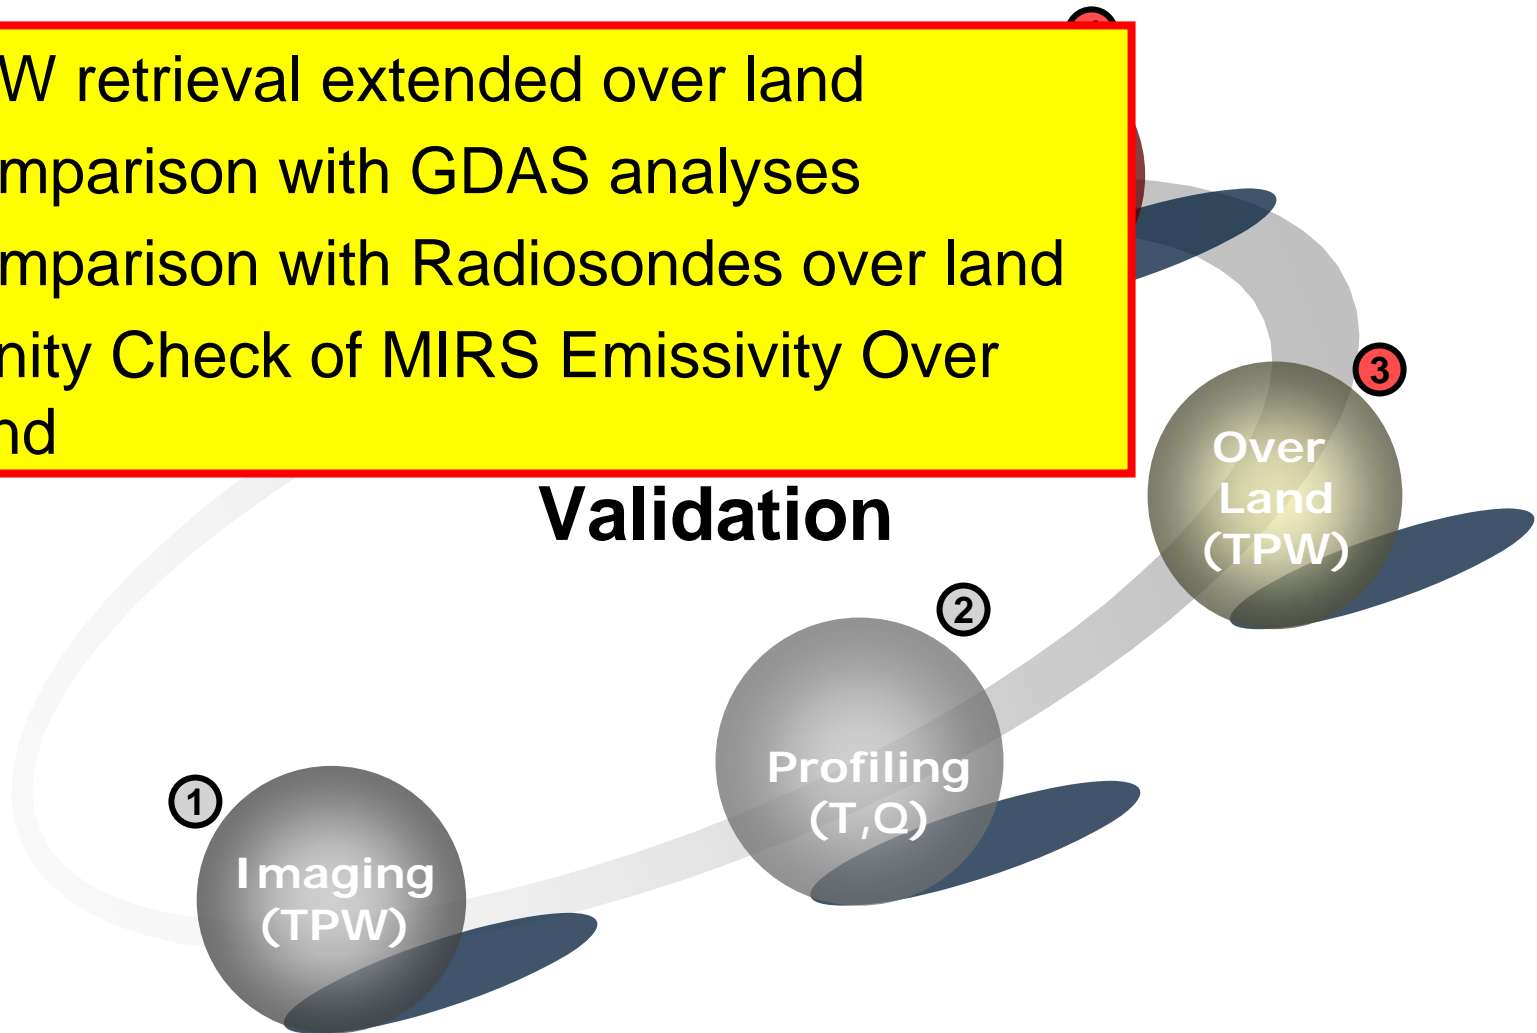 W retrieval extended over land
mparison with GDAS analyses
mparison with Radiosondes over land
nity Check of MIRS Emissivity Over
nd
Validation
3
Over
Land
(TPW)
2
Profiling
(T,Q)
1
Imaging
(TPW)